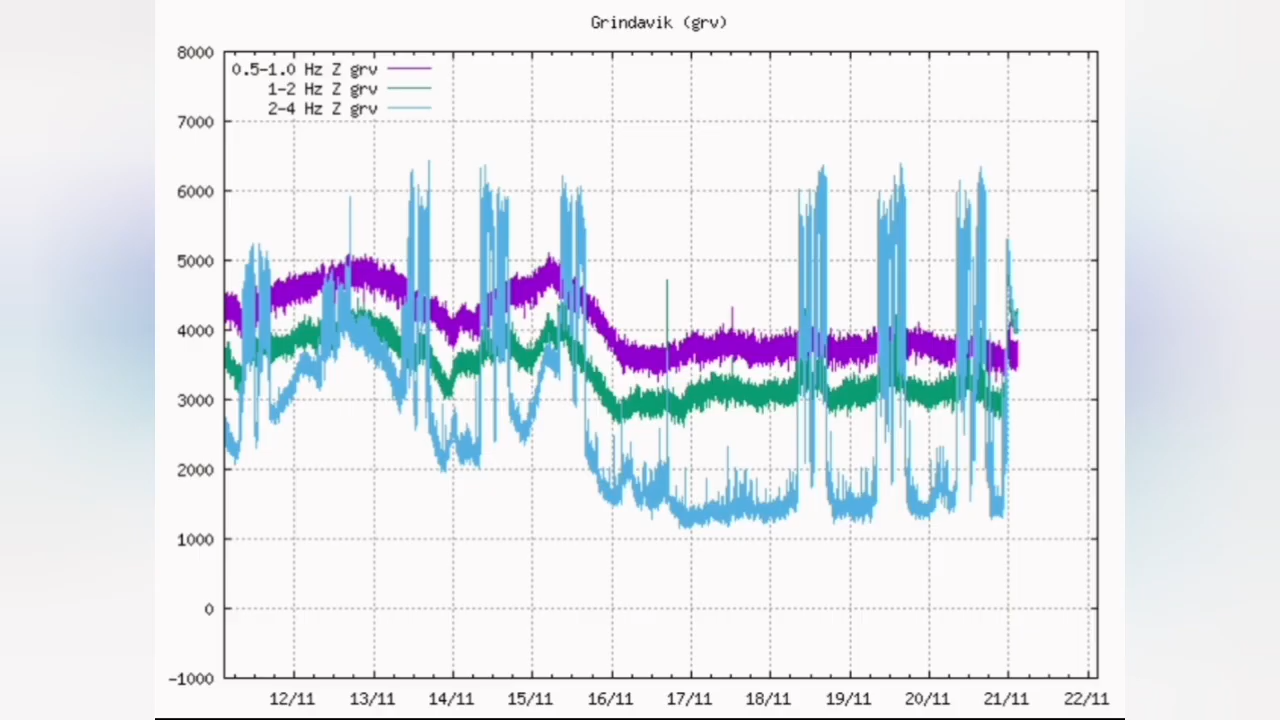 Grindavik (grv)
8000
0.5-1.0 Hz Z grv
1-2 Hz Z grv
2-4 Hz Z grv
7000
6000
5000
4000
3000
2000
1000
0
-1000
12/11 13/11 14/11 15/11 16/11 17/11 18/11 19/11 20/11 21/11 22/11